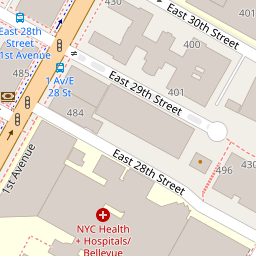 East 30th Street
East 28th
Street
1st Avenue
430
400
401
East 29th Street
485
1 Av/E
28 St
484
East 28th Street
1st Avenue
496
430
NYC Health
+ Hospitals/
Bellevue